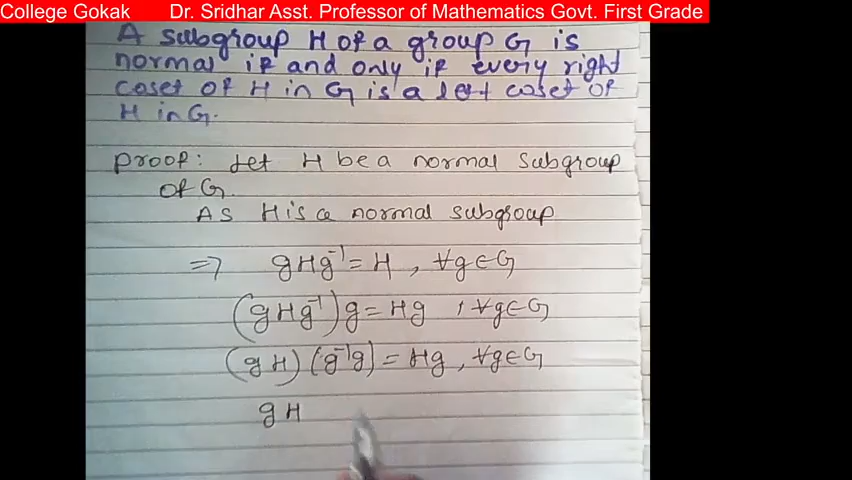 College Gokak Dr. Sridhar Asst. Professor of Mathematics Govt. First Grade
A subgroup H of a group G is
normal if and only if every right
coset of H in G is a left coset of
H in G.
Proof: Let H be a normal subgroup
of G.
As H is a normal subgroup
⇒ gHg⁻¹ = H , ∀g∈G
(gHg⁻¹)g = Hg , ∀g∈G
(gH)(g⁻¹g) = Hg, ∀g∈G
gH